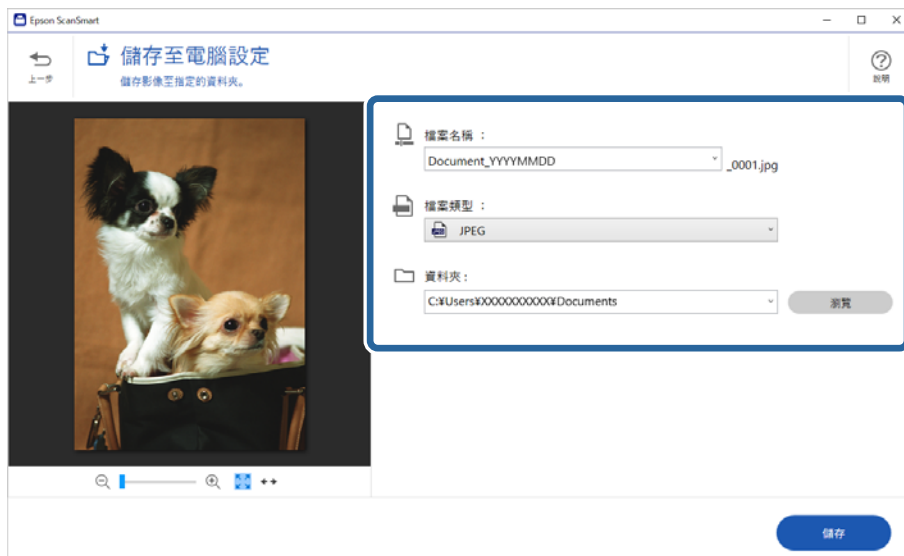 Epson ScanSmart
上一步
儲存至電腦設定
儲存影像至指定的資料夾。
說明
檔案名稱 :
Document_YYYYMMDD
_0001.jpg
檔案類型 :
JPEG
資料夾 :
C:¥Users¥XXXXXXXXXX¥Documents
瀏覽
儲存